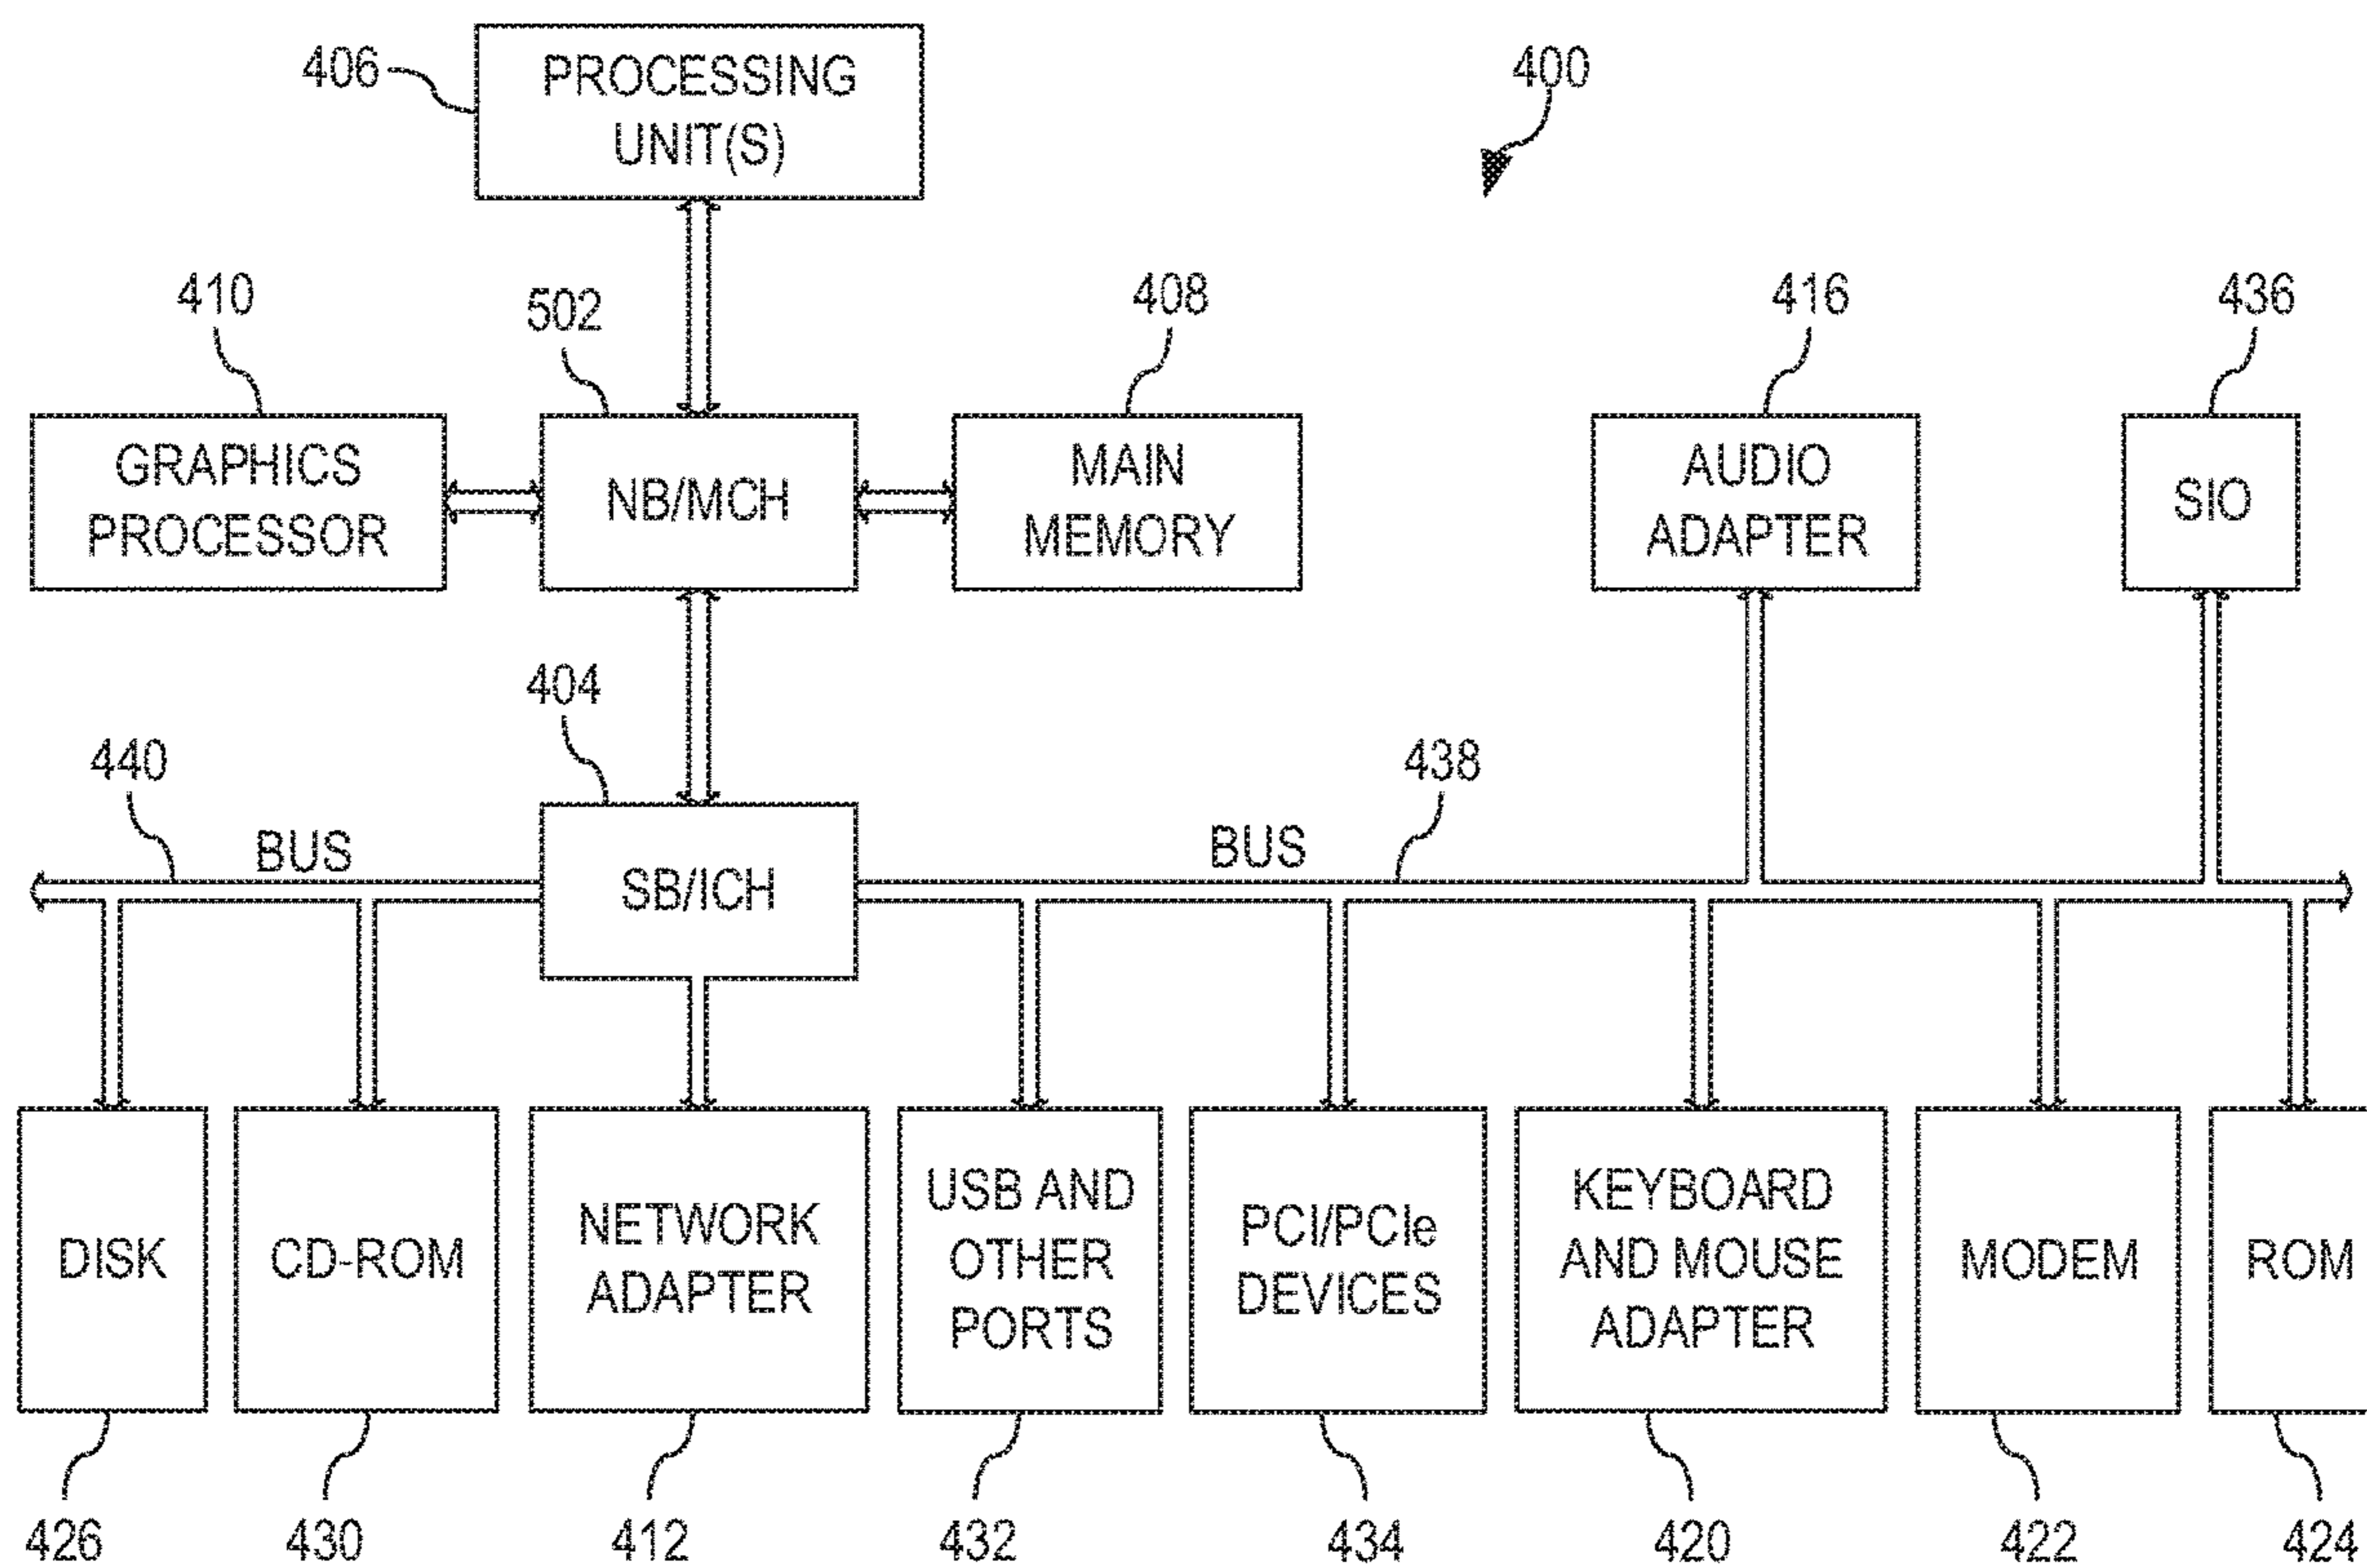 406
PROCESSING
UNIT(S)
400
410
502
408
416
436
GRAPHICS
PROCESSOR
NB/MCH
MAIN
MEMORY
AUDIO
ADAPTER
SIO
404
440
438
BUS
BUS
SB/ICH
DISK
CD-ROM
NETWORK
ADAPTER
USB AND
OTHER
PORTS
PCI/PCIe
DEVICES
KEYBOARD
AND MOUSE
ADAPTER
MODEM
ROM
426
430
412
432
434
420
422
424